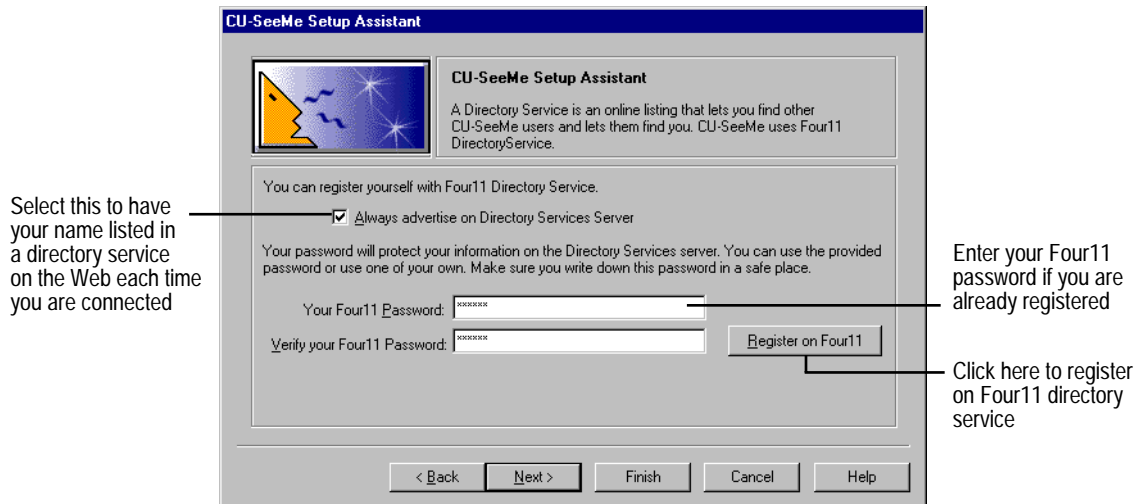 CU-SeeMe Setup Assistant
CU-SeeMe Setup Assistant
A Directory Service is an online listing that lets you find other
CU-SeeMe users and lets them find you. CU-SeeMe uses Four11
DirectoryService.
You can register yourself with Four11 Directory Service.
Always advertise on Directory Services Server
Your password will protect your information on the Directory Services server. You can use the provided
password or use one of your own. Make sure you write down this password in a safe place.
Your Four11 Password: xxxxxx
Verify your Four11 Password: xxxxxx
Register on Four11
< Back
Next >
Finish
Cancel
Help
Select this to have
your name listed in
a directory service
on the Web each time
you are connected
Enter your Four11
password if you are
already registered
Click here to register
on Four11 directory
service